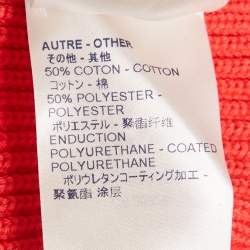 AUTRE - OTHER
その他 - 其他
50% COTON - COTTON
コットン - 棉
50% POLYESTER -
POLYESTER
ポリエステル - 聚酯纤维
ENDUCTION
POLYURETHANE - COATED
POLYURETHANE
ポリウレタンコーティング加工 -
聚氨酯 涂层